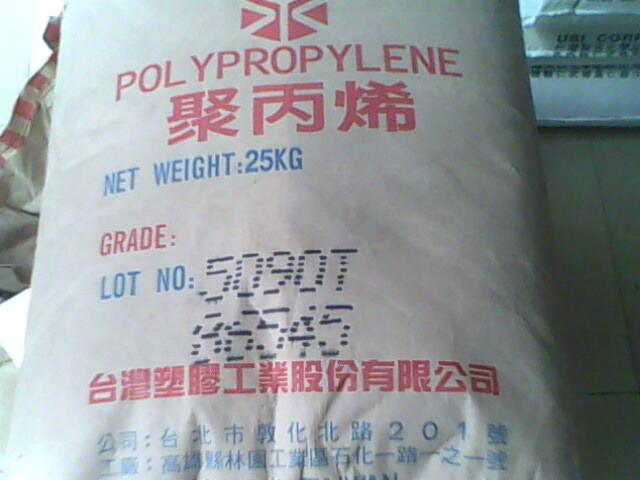 POLYPROPYLENE
聚丙烯
NET WEIGHT:25KG
GRADE:
5090T
LOT NO:
台灣塑膠工業股份有限公司
公司:台北市敦化北路201號
工廠:高雄縣林園工業區石化一路一之一號
USI CORP